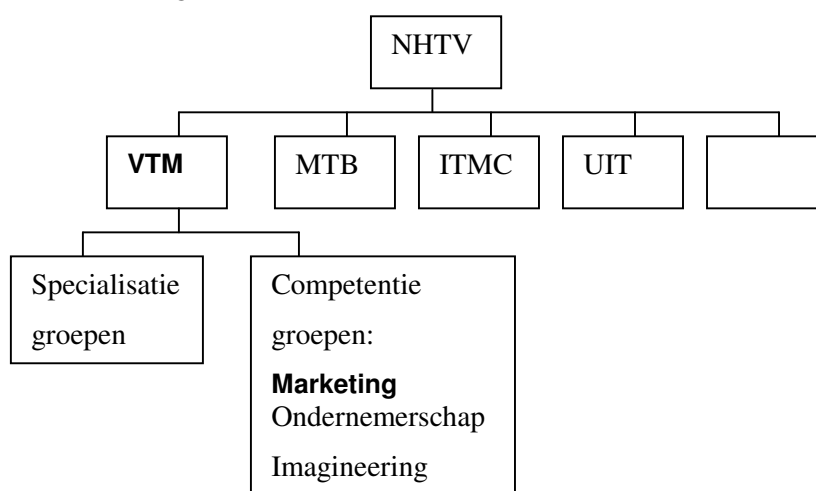 NHTV
VTM
MTB
ITMC
UIT
Specialisatie
groepen
Competentie
groepen:
Marketing
Ondernemerschap
Imagineering